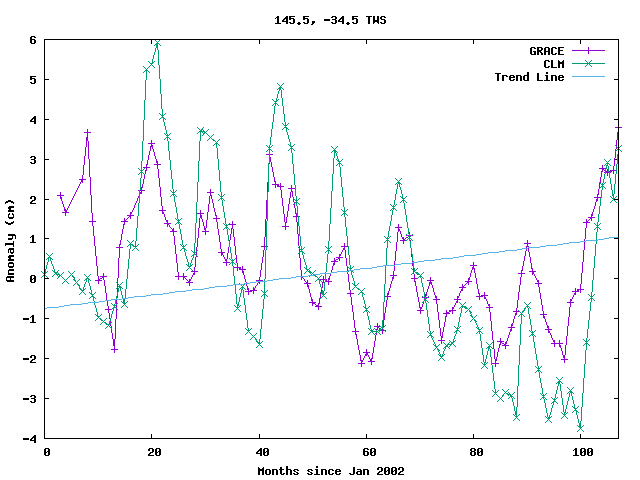 145.5, -34.5 TWS
GRACE
CLM
Trend Line
Anomaly (cm)
6
5
4
3
2
1
0
-1
-2
-3
-4
0 20 40 60 80 100
Months since Jan 2002